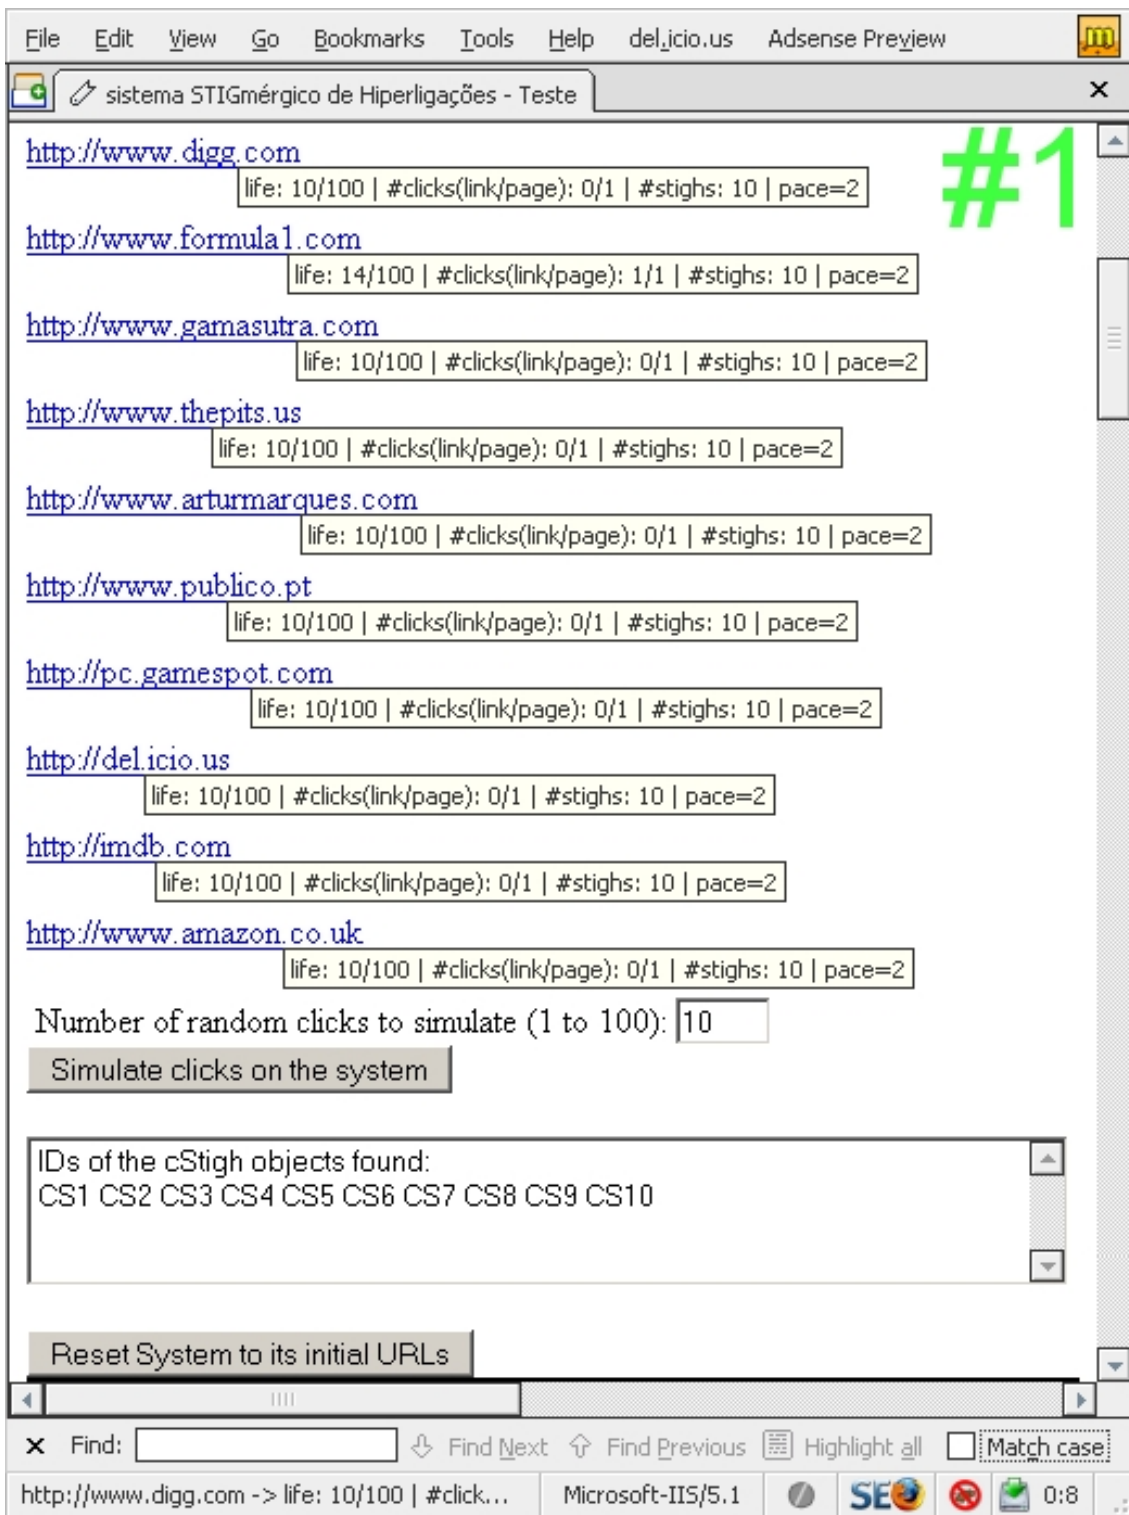 File Edit View Go Bookmarks Tools Help del.icio.us Adsense Preview
sistema STIGmérgico de Hiperligações - Teste
#1
http://www.digg.com
life: 10/100 | #clicks(link/page): 0/1 | #stighs: 10 | pace=2
http://www.formula1.com
life: 14/100 | #clicks(link/page): 1/1 | #stighs: 10 | pace=2
http://www.gamasutra.com
life: 10/100 | #clicks(link/page): 0/1 | #stighs: 10 | pace=2
http://www.thepits.us
life: 10/100 | #clicks(link/page): 0/1 | #stighs: 10 | pace=2
http://www.arturmarques.com
life: 10/100 | #clicks(link/page): 0/1 | #stighs: 10 | pace=2
http://www.publico.pt
life: 10/100 | #clicks(link/page): 0/1 | #stighs: 10 | pace=2
http://pc.gamespot.com
life: 10/100 | #clicks(link/page): 0/1 | #stighs: 10 | pace=2
http://del.icio.us
life: 10/100 | #clicks(link/page): 0/1 | #stighs: 10 | pace=2
http://imdb.com
life: 10/100 | #clicks(link/page): 0/1 | #stighs: 10 | pace=2
http://www.amazon.co.uk
life: 10/100 | #clicks(link/page): 0/1 | #stighs: 10 | pace=2
Number of random clicks to simulate (1 to 100): 10
Simulate clicks on the system
IDs of the cStigh objects found:
CS1 CS2 CS3 CS4 CS5 CS6 CS7 CS8 CS9 CS10
Reset System to its initial URLs
Find: Find Next Find Previous Highlight all Match case
http://www.digg.com -> life: 10/100 | #click... Microsoft-IIS/5.1 SEO 0:8